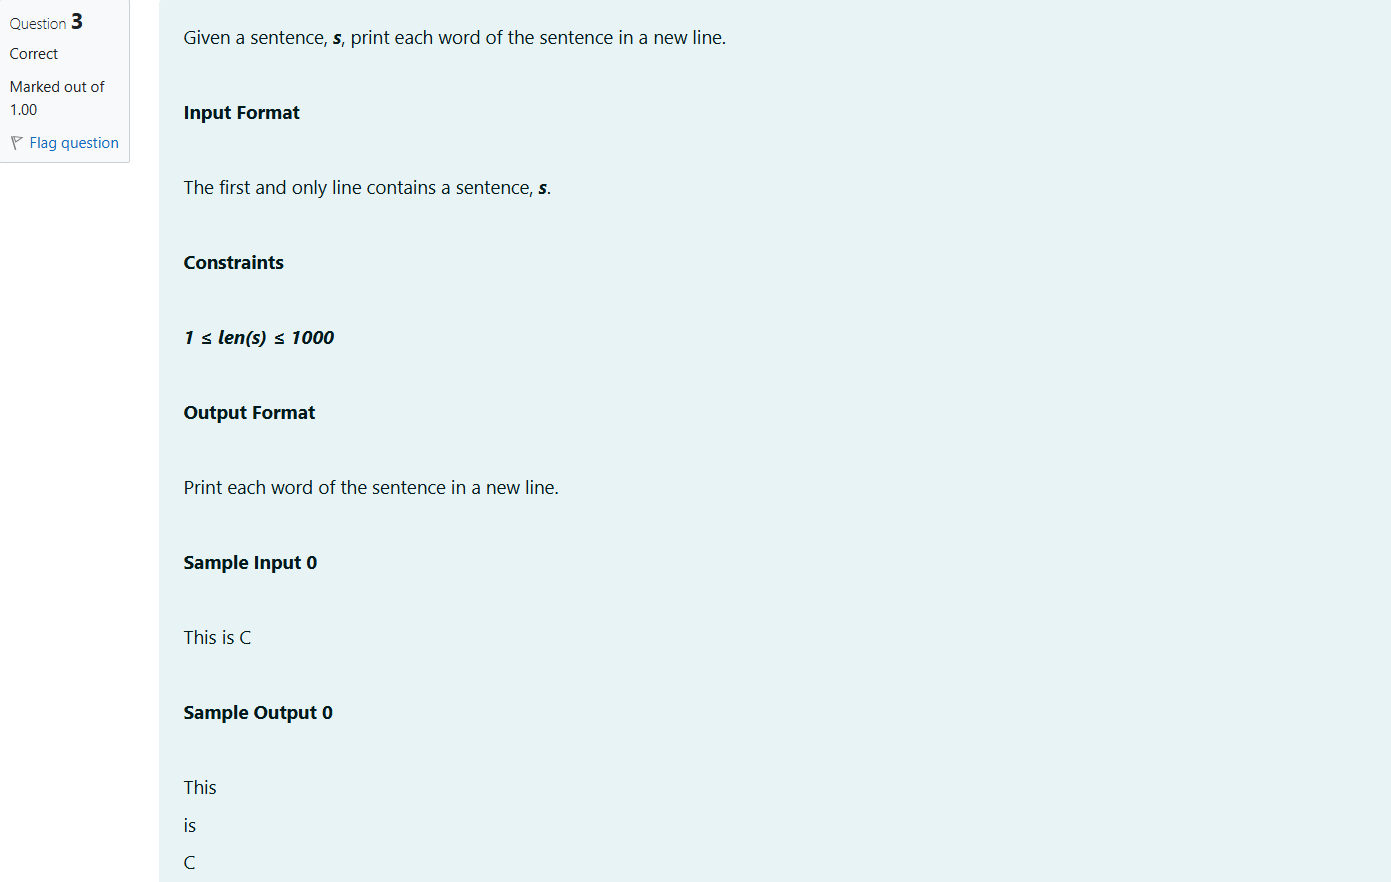 Question 3
Correct
Marked out of
1.00
Flag question
Given a sentence, s, print each word of the sentence in a new line.
Input Format
The first and only line contains a sentence, s.
Constraints
1 ≤ len(s) ≤ 1000
Output Format
Print each word of the sentence in a new line.
Sample Input 0
This is C
Sample Output 0
This
is
C